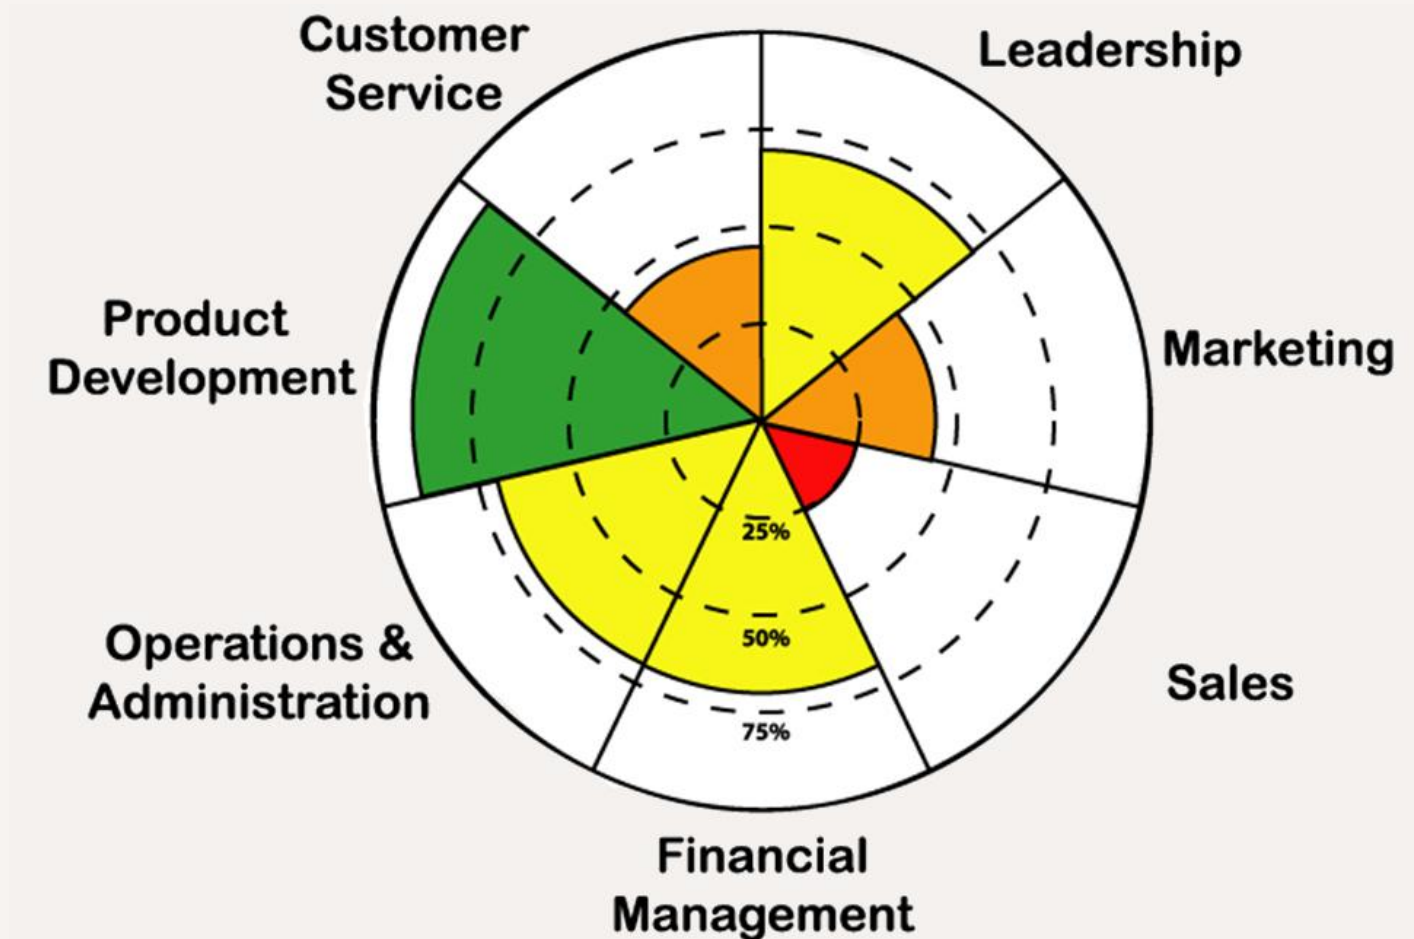 Customer
Service
Leadership
Product
Development
Marketing
25%
50%
75%
Operations &
Administration
Sales
Financial
Management